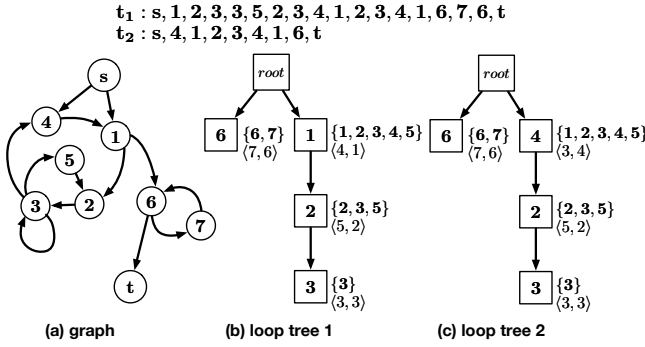 t₁ : s, 1, 2, 3, 3, 5, 2, 3, 4, 1, 2, 3, 4, 1, 6, 7, 6, t
t₂ : s, 4, 1, 2, 3, 4, 1, 6, t
s
4
1
5
3
2
6
7
t
(a) graph
root
6 {6, 7}
⟨7, 6⟩
1 {1, 2, 3, 4, 5}
⟨4, 1⟩
2 {2, 3, 5}
⟨5, 2⟩
3 {3}
⟨3, 3⟩
(b) loop tree 1
root
6 {6, 7}
⟨7, 6⟩
4 {1, 2, 3, 4, 5}
⟨3, 4⟩
2 {2, 3, 5}
⟨5, 2⟩
3 {3}
⟨3, 3⟩
(c) loop tree 2